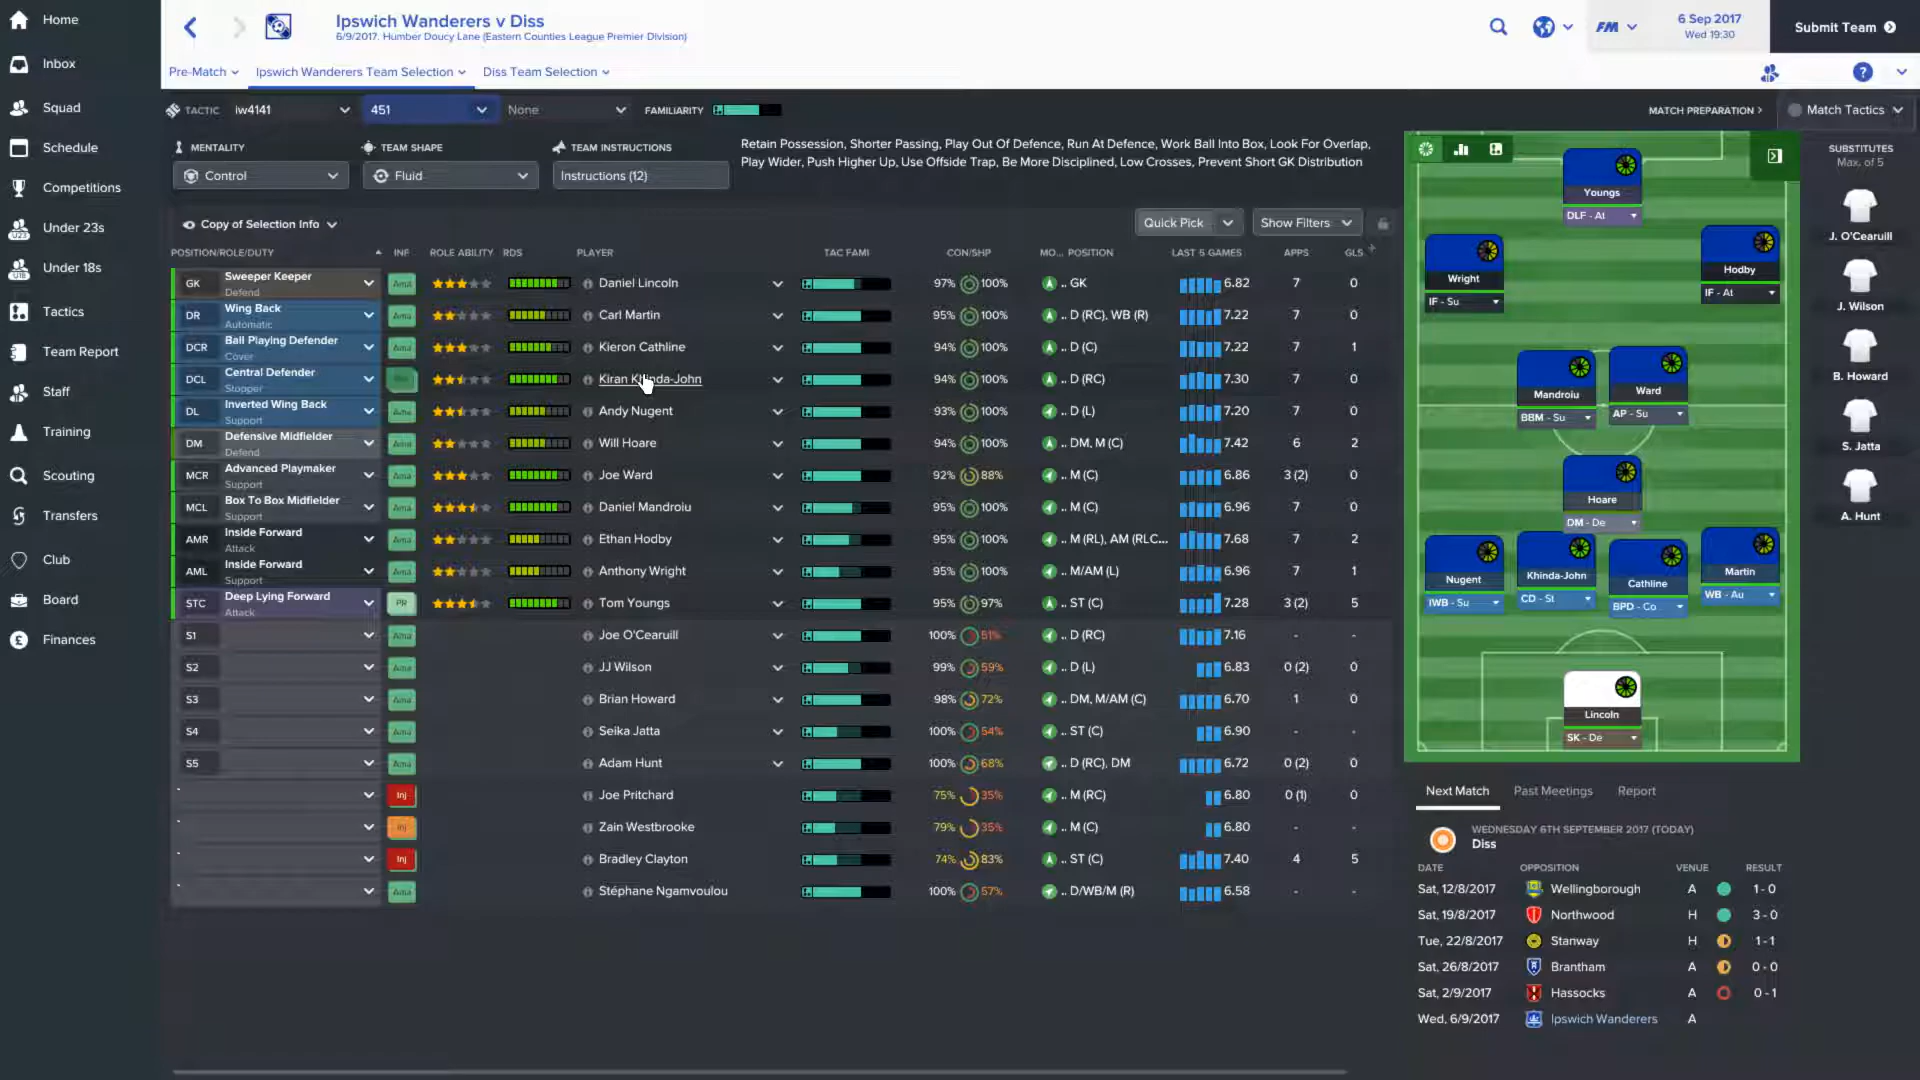 Home
Inbox
Squad
Schedule
Competitions
Under 23s
Under 18s
Tactics
Team Report
Staff
Training
Scouting
Transfers
Club
Board
Finances
Ipswich Wanderers v Diss
6/9/2017. Humber Doucy Lane (Eastern Counties League Premier Division)
FM
6 Sep 2017
Wed 19:30
Submit Team
Pre-Match
Ipswich Wanderers Team Selection
Diss Team Selection
?
TACTIC iw4141 451 None FAMILIARITY
MATCH PREPARATION >
Match Tactics
MENTALITY
Control
TEAM SHAPE
Fluid
TEAM INSTRUCTIONS
Instructions (12)
Retain Possession, Shorter Passing, Play Out Of Defence, Run At Defence, Work Ball Into Box, Look For Overlap,
Play Wider, Push Higher Up, Use Offside Trap, Be More Disciplined, Low Crosses, Prevent Short GK Distribution
Copy of Selection Info
Quick Pick
Show Filters
POSITION/ROLE/DUTY INF ROLE ABILITY RDS PLAYER TAC FAMI CON/SHP MO... POSITION LAST 5 GAMES APPS GLS
GK Sweeper Keeper Defend Ama Daniel Lincoln 97% 100% .. GK 6.82 7 0
DR Wing Back Automatic Ama Carl Martin 95% 100% .. D (RC), WB (R) 7.22 7 0
DCR Ball Playing Defender Cover Ama Kieron Cathline 94% 100% .. D (C) 7.22 7 1
DCL Central Defender Stopper Kiran Khinda-John 94% 100% .. D (RC) 7.30 7 0
DL Inverted Wing Back Support Ama Andy Nugent 93% 100% .. D (L) 7.20 7 0
DM Defensive Midfielder Defend Ama Will Hoare 94% 100% .. DM, M (C) 7.42 6 2
MCR Advanced Playmaker Support Ama Joe Ward 92% 88% .. M (C) 6.86 3 (2) 0
MCL Box To Box Midfielder Support Ama Daniel Mandroiu 95% 100% .. M (C) 6.96 7 0
AMR Inside Forward Attack Ama Ethan Hodby 95% 100% .. M (RL), AM (RLC... 7.68 7 2
AML Inside Forward Support Ama Anthony Wright 95% 100% .. M/AM (L) 6.96 7 1
STC Deep Lying Forward Attack PR Tom Youngs 95% 97% .. ST (C) 7.28 3 (2) 5
S1 Ama Joe O'Cearuill 100% 51% .. D (RC) 7.16 - -
S2 Ama JJ Wilson 99% 59% .. D (L) 6.83 0 (2) 0
S3 Ama Brian Howard 98% 72% .. DM, M/AM (C) 6.70 1 0
S4 Ama Seika Jatta 100% 54% .. ST (C) 6.90 - -
S5 Ama Adam Hunt 100% 68% .. D (RC), DM 6.72 0 (2) 0
- Inj Joe Pritchard 75% 35% .. M (RC) 6.80 0 (1) 0
- Inj Zain Westbrooke 79% 35% .. M (C) 6.80 - -
- Inj Bradley Clayton 74% 83% .. ST (C) 7.40 4 5
- Ama Stéphane Ngamvoulou 100% 57% .. D/WB/M (R) 6.58 - -
Youngs
DLF - At
Wright
IF - Su
Hodby
IF - At
Mandroiu
BBM - Su
Ward
AP - Su
Hoare
DM - De
Nugent
IWB - Su
Khinda-John
CD - St
Cathline
BPD - Co
Martin
WB - Au
Lincoln
SK - De
SUBSTITUTES
Max. of 5
J. O'Cearuill
J. Wilson
B. Howard
S. Jatta
A. Hunt
Next Match
Past Meetings
Report
WEDNESDAY 6TH SEPTEMBER 2017 (TODAY)
Diss
DATE OPPOSITION VENUE RESULT
Sat, 12/8/2017 Wellingborough A 1 - 0
Sat, 19/8/2017 Northwood H 3 - 0
Tue, 22/8/2017 Stanway H 1 - 1
Sat, 26/8/2017 Brantham A 0 - 0
Sat, 2/9/2017 Hassocks A 0 - 1
Wed, 6/9/2017 Ipswich Wanderers A